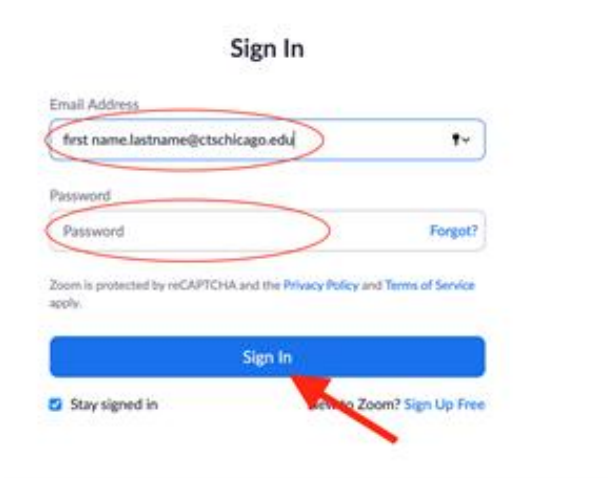 Sign In
Email Address
first name.lastname@ctschicago.edu
Password
Password Forgot?
Zoom is protected by reCAPTCHA and the Privacy Policy and Terms of Service
apply.
Sign In
Stay signed in to Zoom? Sign Up Free